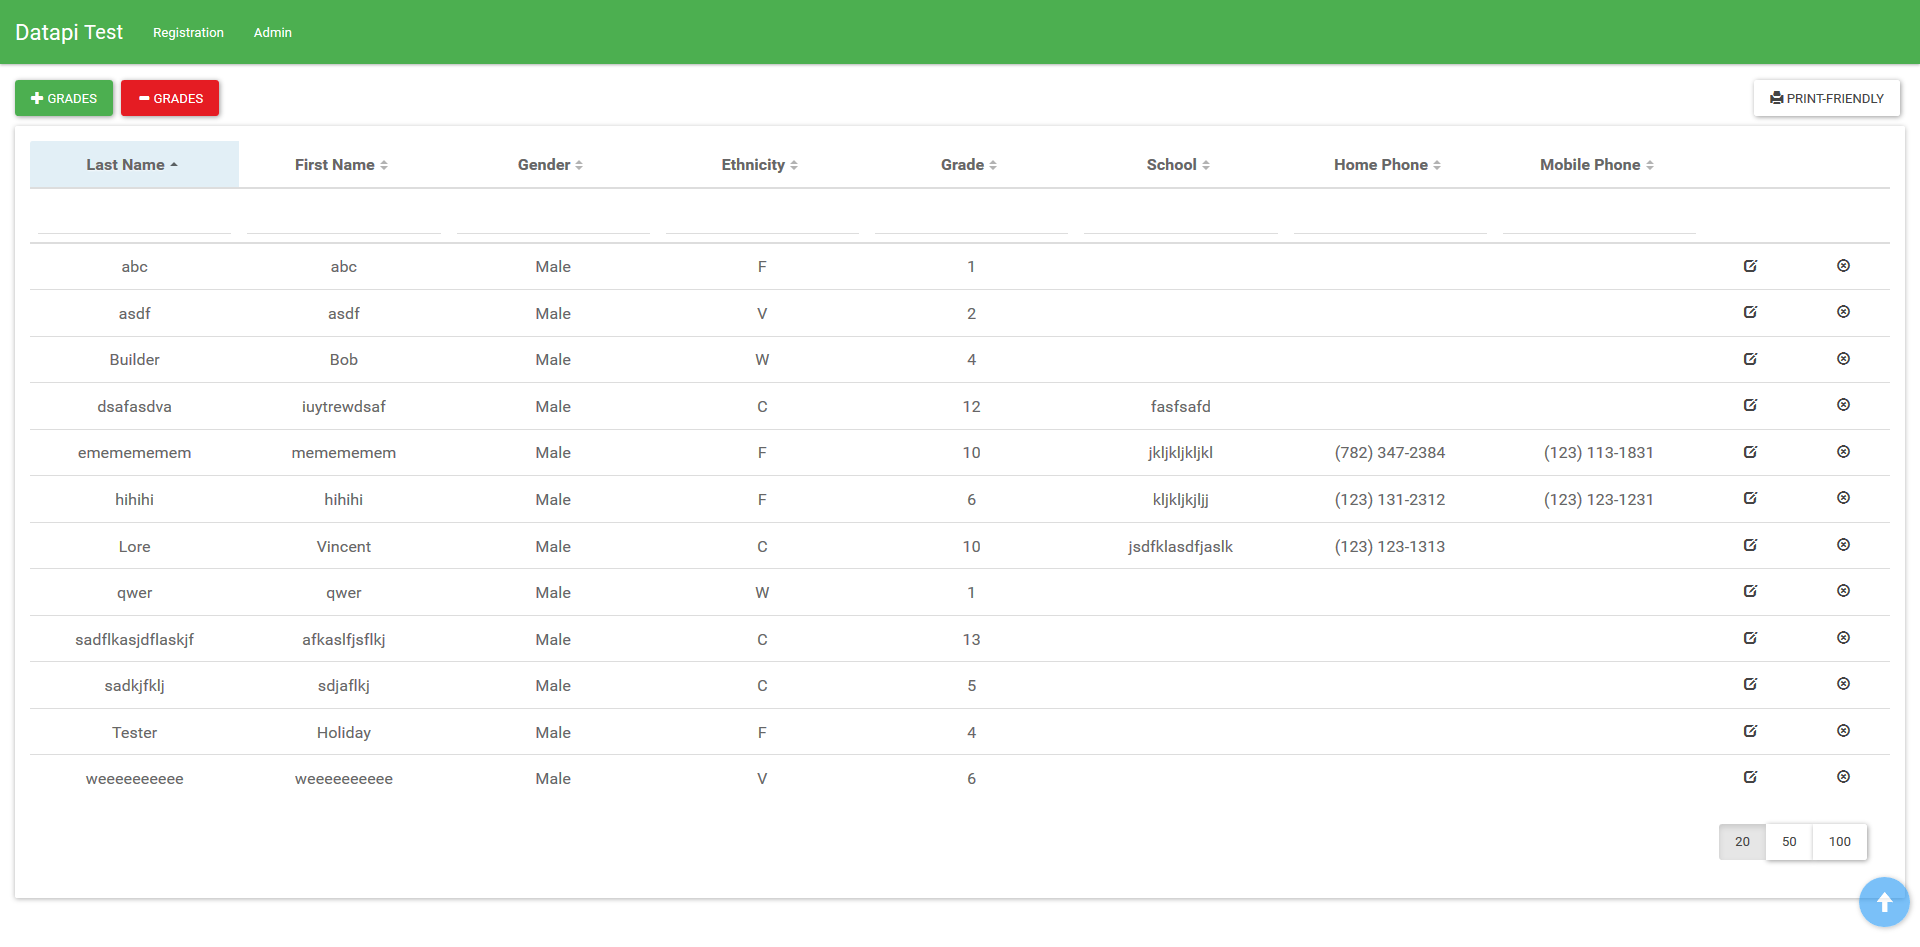 Datapi Test Registration Admin
GRADES GRADES PRINT-FRIENDLY
Last Name First Name Gender Ethnicity Grade School Home Phone Mobile Phone
abc abc Male F 1
asdf asdf Male V 2
Builder Bob Male W 4
dsafasdva iuytrewdsaf Male C 12 fasfsafd
emememem​em memememem Male F 10 jkljkljkljkl (782) 347-2384 (123) 113-1831
hihihi hihihi Male F 6 kljkljkjljj (123) 131-2312 (123) 123-1231
Lore Vincent Male C 10 jsdfklasdfjaslk (123) 123-1313
qwer qwer Male W 1
sadflkasjdflaskjf afkaslfjsflkj Male C 13
sadkjfklj sdjaflkj Male C 5
Tester Holiday Male F 4
weeeeeeeeee weeeeeeeeee Male V 6
20 50 100